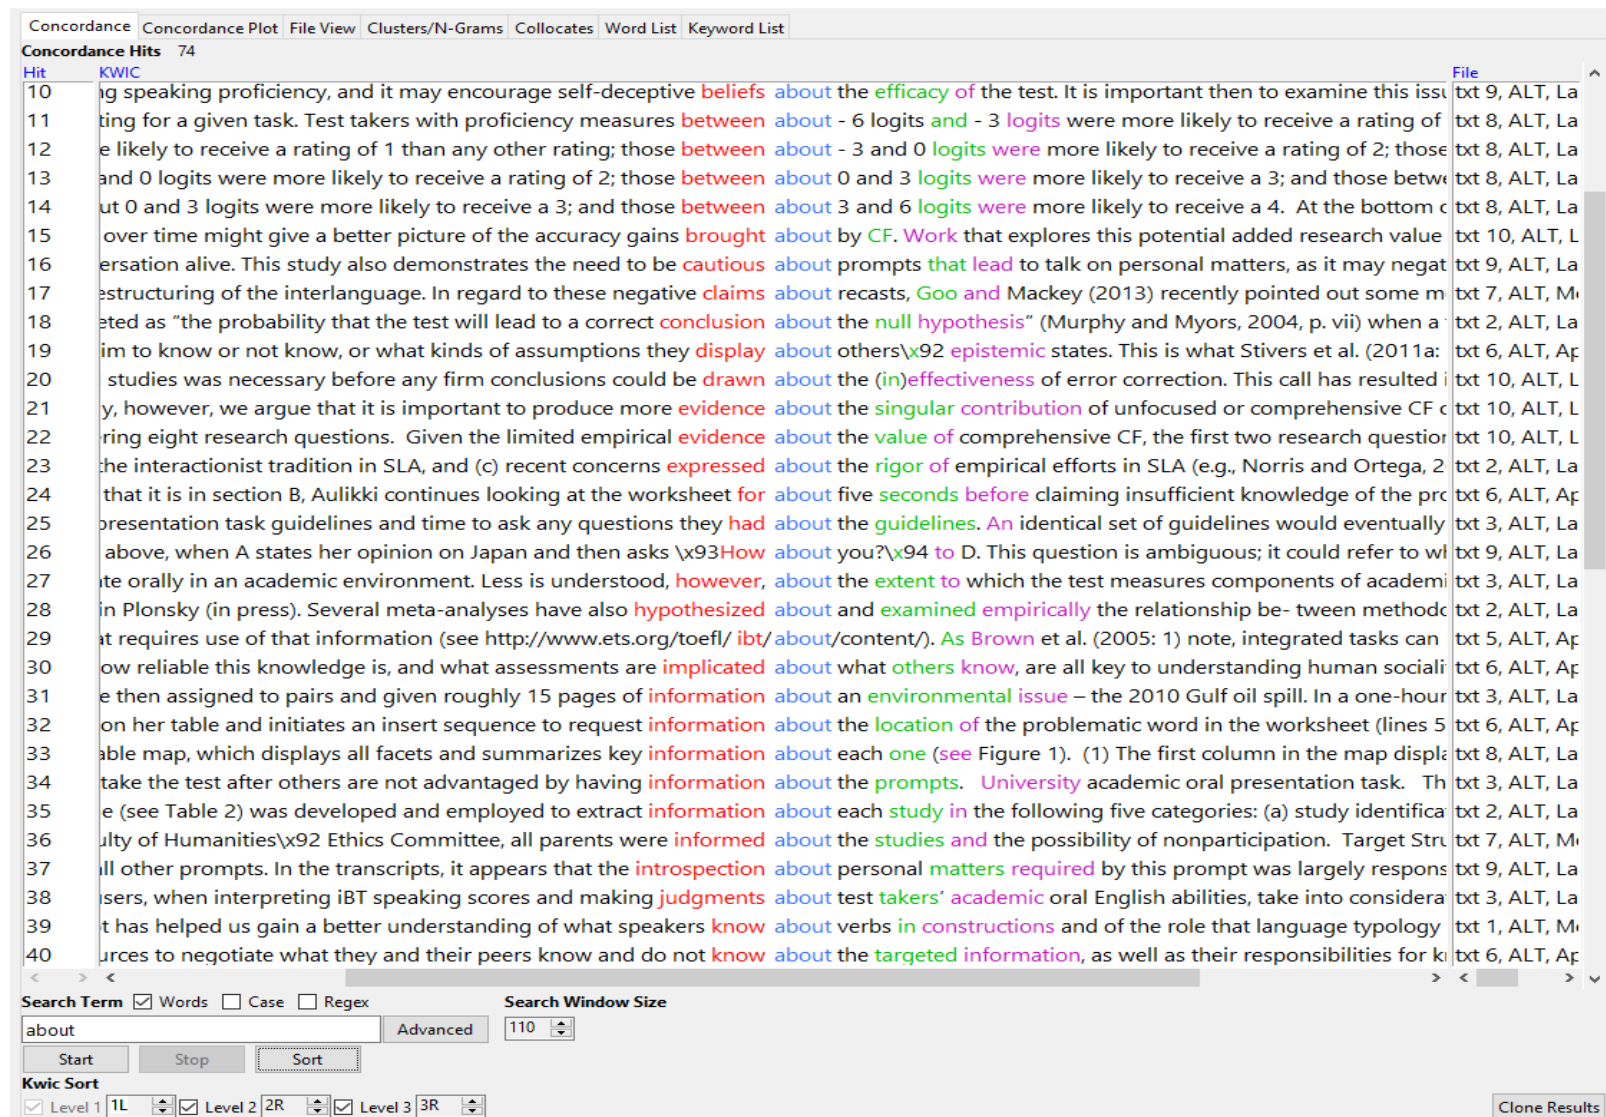 Concordance Concordance Plot File View Clusters/N-Grams Collocates Word List Keyword List
Concordance Hits 74
Hit KWIC File
10 ng speaking proficiency, and it may encourage self-deceptive beliefs about the efficacy of the test. It is important then to examine this issu txt 9, ALT, La
11 ting for a given task. Test takers with proficiency measures between about - 6 logits and - 3 logits were more likely to receive a rating of txt 8, ALT, La
12 e likely to receive a rating of 1 than any other rating; those between about - 3 and 0 logits were more likely to receive a rating of 2; those txt 8, ALT, La
13 and 0 logits were more likely to receive a rating of 2; those between about 0 and 3 logits were more likely to receive a 3; and those betwe txt 8, ALT, La
14 ut 0 and 3 logits were more likely to receive a 3; and those between about 3 and 6 logits were more likely to receive a 4. At the bottom o txt 8, ALT, La
15 over time might give a better picture of the accuracy gains brought about by CF. Work that explores this potential added research value txt 10, ALT, L
16 ersation alive. This study also demonstrates the need to be cautious about prompts that lead to talk on personal matters, as it may negat txt 9, ALT, La
17 estructuring of the interlanguage. In regard to these negative claims about recasts, Goo and Mackey (2013) recently pointed out some m txt 7, ALT, Mo
18 eted as “the probability that the test will lead to a correct conclusion about the null hypothesis” (Murphy and Myors, 2004, p. vii) when a txt 2, ALT, La
19 im to know or not know, or what kinds of assumptions they display about others\x92 epistemic states. This is what Stivers et al. (2011a: txt 6, ALT, Ap
20 studies was necessary before any firm conclusions could be drawn about the (in)effectiveness of error correction. This call has resulted i txt 10, ALT, L
21 y, however, we argue that it is important to produce more evidence about the singular contribution of unfocused or comprehensive CF txt 10, ALT, L
22 ring eight research questions. Given the limited empirical evidence about the value of comprehensive CF, the first two research question txt 10, ALT, L
23 the interactionist tradition in SLA, and (c) recent concerns expressed about the rigor of empirical efforts in SLA (e.g., Norris and Ortega, 2 txt 2, ALT, La
24 that it is in section B, Aulikki continues looking at the worksheet for about five seconds before claiming insufficient knowledge of the pro txt 6, ALT, Ap
25 presentation task guidelines and time to ask any questions they had about the guidelines. An identical set of guidelines would eventually txt 3, ALT, La
26 above, when A states her opinion on Japan and then asks \x93How about you?\x94 to D. This question is ambiguous; it could refer to wh txt 9, ALT, La
27 te orally in an academic environment. Less is understood, however, about the extent to which the test measures components of academi txt 3, ALT, La
28 in Plonsky (in press). Several meta-analyses have also hypothesized about and examined empirically the relationship be- tween methodo txt 2, ALT, La
29 at requires use of that information (see http://www.ets.org/toefl/ ibt/about/content/). As Brown et al. (2005: 1) note, integrated tasks can txt 5, ALT, Ap
30 ow reliable this knowledge is, and what assessments are implicated about what others know, are all key to understanding human sociali txt 6, ALT, Ap
31 e then assigned to pairs and given roughly 15 pages of information about an environmental issue – the 2010 Gulf oil spill. In a one-hour txt 3, ALT, La
32 on her table and initiates an insert sequence to request information about the location of the problematic word in the worksheet (lines 5 txt 6, ALT, Ap
33 able map, which displays all facets and summarizes key information about each one (see Figure 1). (1) The first column in the map displa txt 8, ALT, La
34 take the test after others are not advantaged by having information about the prompts. University academic oral presentation task. Th txt 3, ALT, La
35 e (see Table 2) was developed and employed to extract information about each study in the following five categories: (a) study identifica txt 2, ALT, La
36 ulty of Humanities\x92 Ethics Committee, all parents were informed about the studies and the possibility of nonparticipation. Target Stru txt 7, ALT, Mo
37 all other prompts. In the transcripts, it appears that the introspection about personal matters required by this prompt was largely respons txt 9, ALT, La
38 users, when interpreting iBT speaking scores and making judgments about test takers’ academic oral English abilities, take into considera txt 3, ALT, La
39 t has helped us gain a better understanding of what speakers know about verbs in constructions and of the role that language typology txt 1, ALT, Mo
40 urces to negotiate what they and their peers know and do not know about the targeted information, as well as their responsibilities for kn txt 6, ALT, Ap
Search Term Words Case Regex Search Window Size
about Advanced 110
Start Stop Sort
Kwic Sort
Level 1 1L Level 2 2R Level 3 3R Clone Results